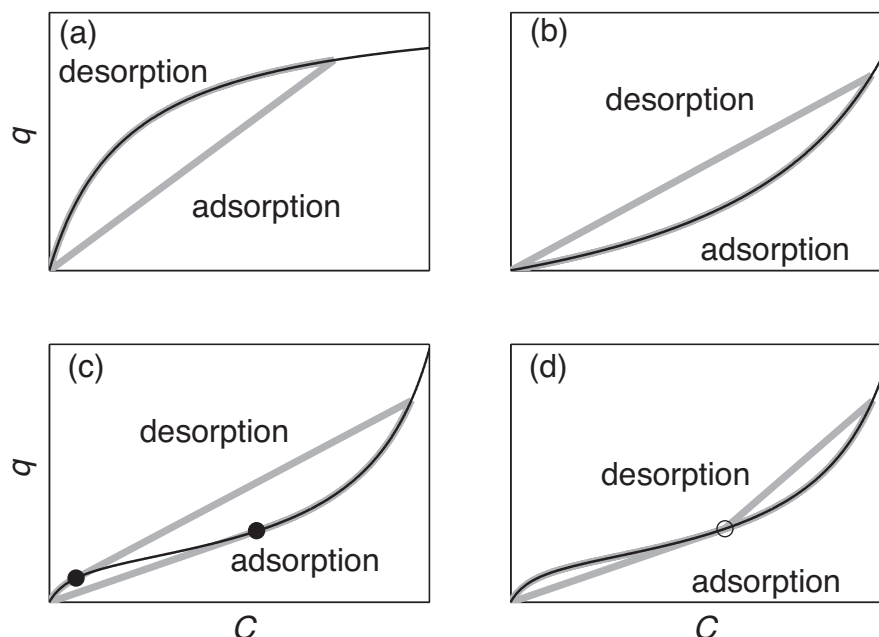 (a)
desorption
adsorption
q
(b)
desorption
adsorption
(c)
desorption
adsorption
q
C
(d)
desorption
adsorption
C